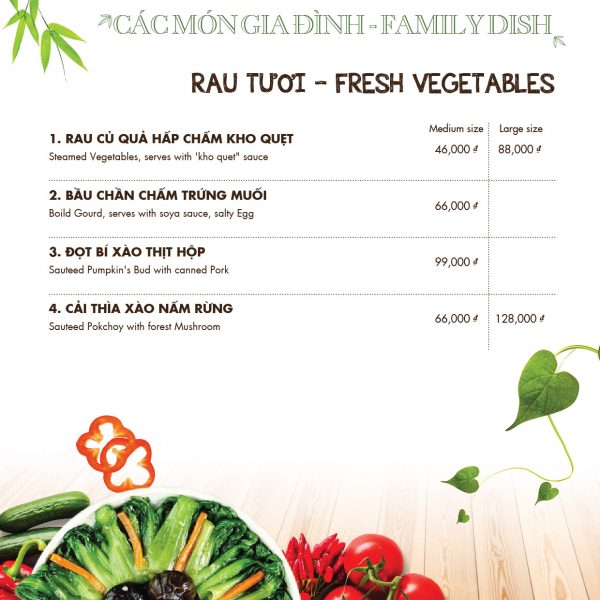 CÁC MÓN GIA ĐÌNH - FAMILY DISH
RAU TƯƠI - FRESH VEGETABLES
Medium size Large size
1. RAU CỦ QUẢ HẤP CHẤM KHO QUẸT 46,000 ₫ 88,000 ₫
Steamed Vegetables, serves with 'kho quet" sauce
2. BẦU CHẦN CHẤM TRỨNG MUỐI 66,000 ₫
Boild Gourd, serves with soya sauce, salty Egg
3. ĐỌT BÍ XÀO THỊT HỘP 99,000 ₫
Sauteed Pumpkin's Bud with canned Pork
4. CẢI THÌA XÀO NẤM RỪNG 66,000 ₫ 128,000 ₫
Sauteed Pokchoy with forest Mushroom